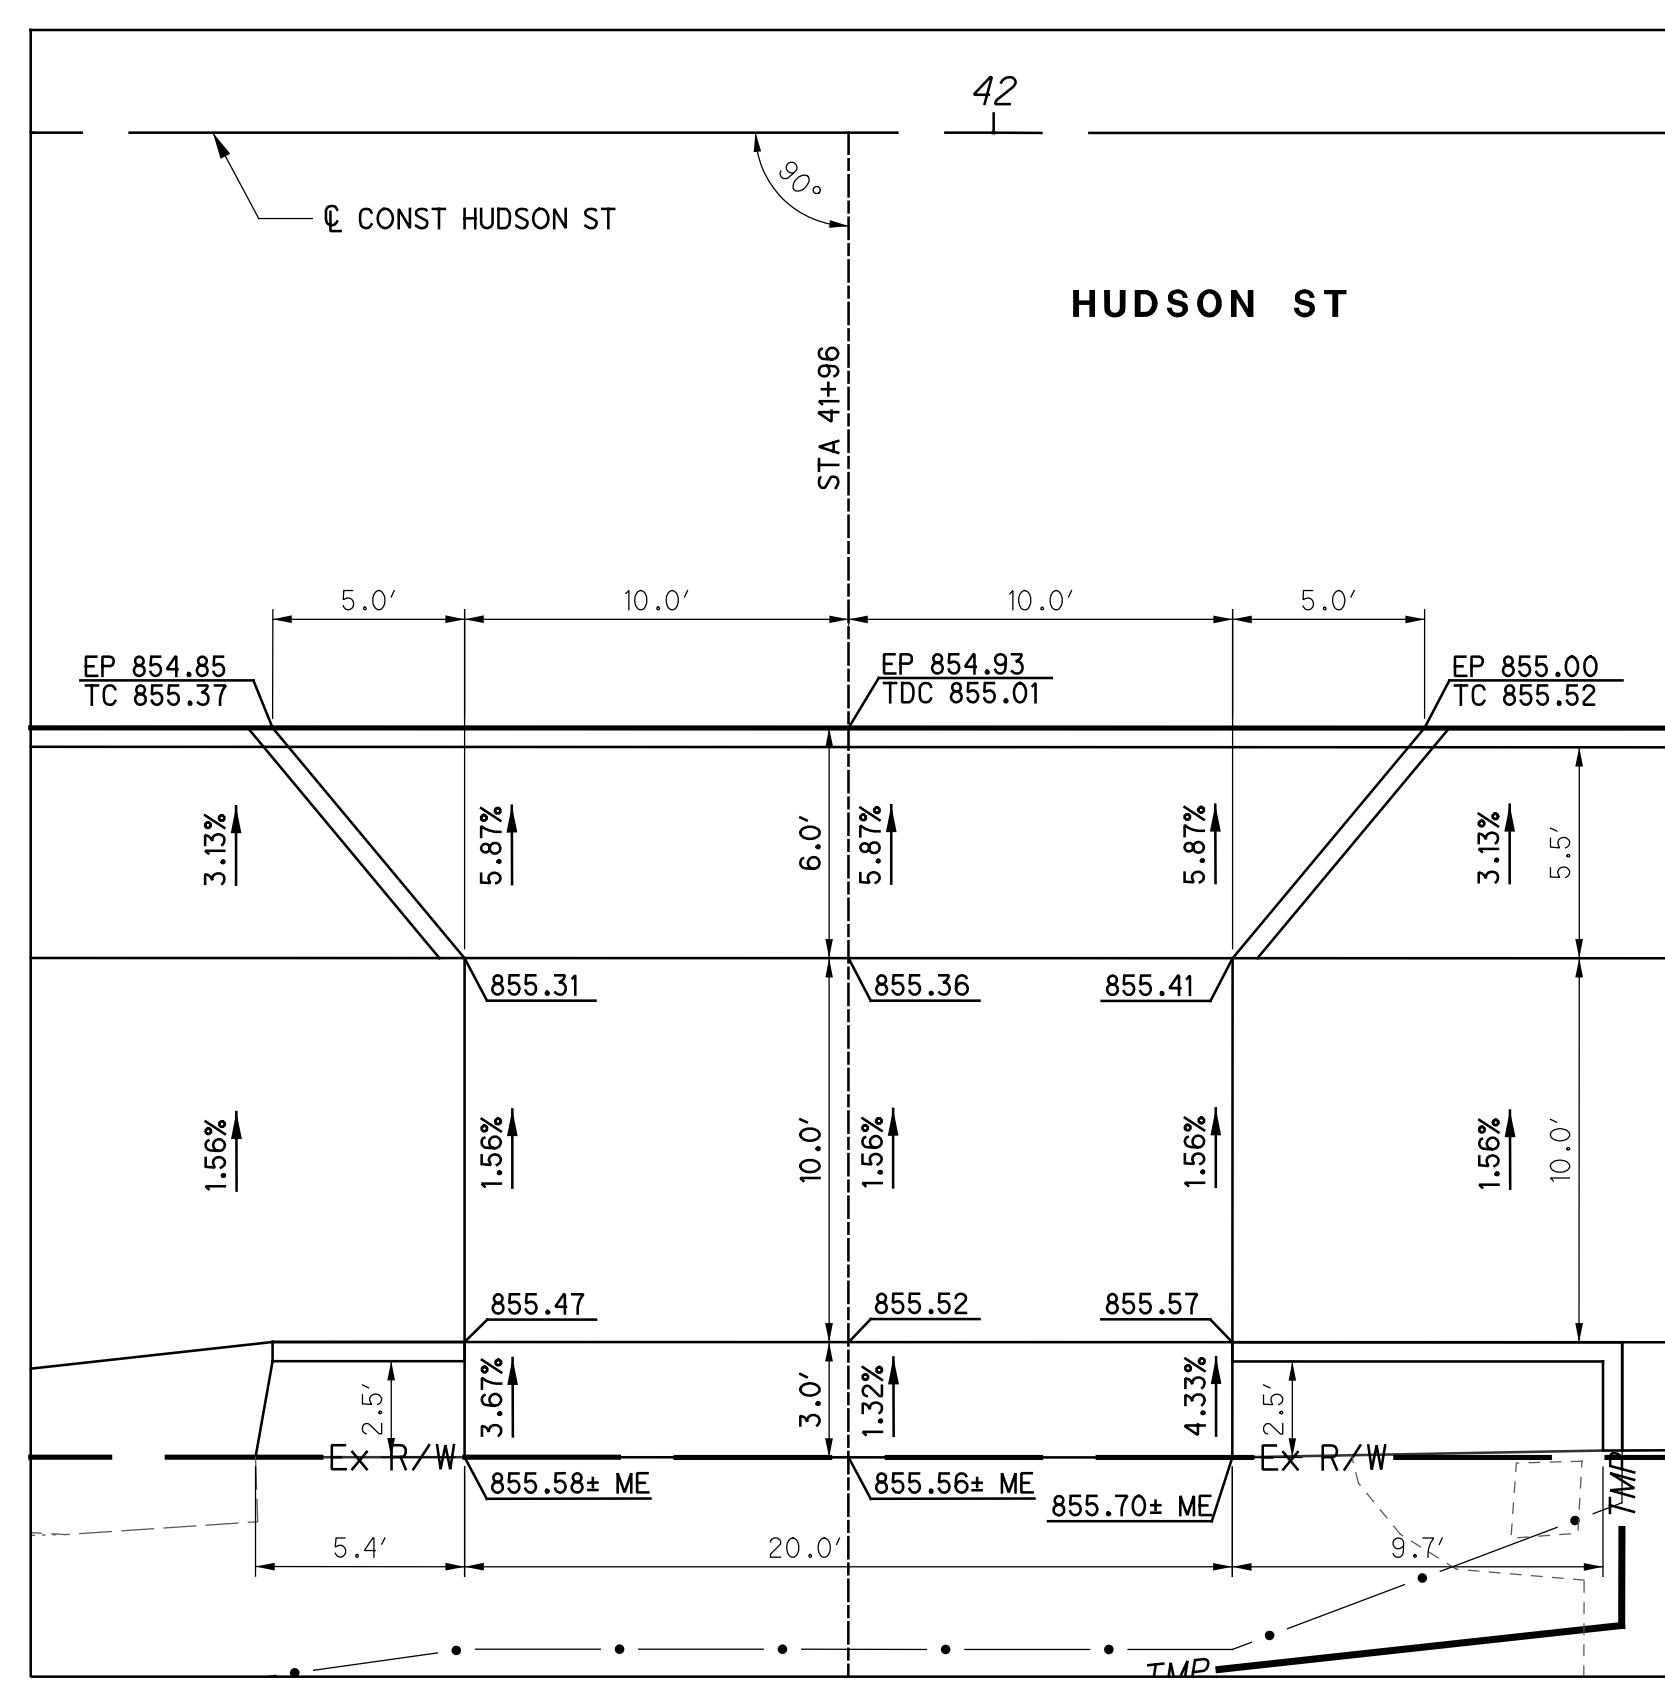 42
90°
℄ CONST HUDSON ST
HUDSON ST
STA 41+96
5.0' 10.0' 10.0' 5.0'
EP 854.85
TC 855.37
EP 854.93
TDC 855.01
EP 855.00
TC 855.52
3.13% 5.87% 6.0' 5.87% 5.87% 3.13% 5.5'
855.31 855.36 855.41
1.56% 1.56% 10.0' 1.56% 1.56% 1.56% 10.0'
855.47 855.52 855.57
2.5' 3.67% 3.0' 1.32% 4.33% 2.5'
Ex R/W Ex R/W
855.58± ME 855.56± ME 855.70± ME
TMP
5.4' 20.0' 9.7'
TMP